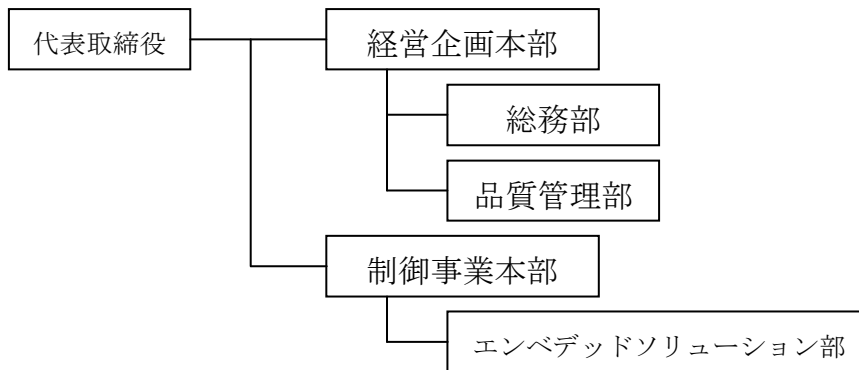 代表取締役
経営企画本部
総務部
品質管理部
制御事業本部
エンベデッドソリューション部